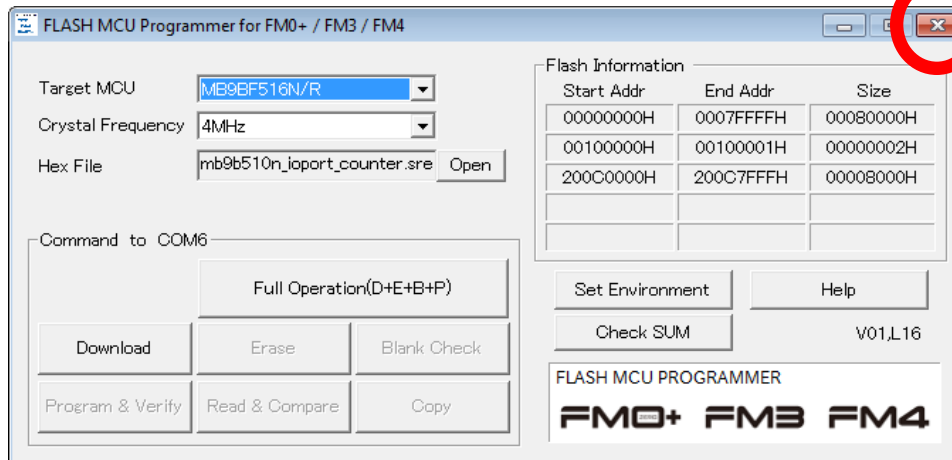 FLASH MCU Programmer for FM0+ / FM3 / FM4
Target MCU
MB9BF516N/R
Crystal Frequency
4MHz
Hex File
mb9b510n_ioport_counter.sre
Open
Flash Information
Start Addr End Addr Size
00000000H 0007FFFFH 00080000H
00100000H 00100001H 00000002H
200C0000H 200C7FFFH 00008000H
Command to COM6
Full Operation(D+E+B+P)
Download Erase Blank Check
Program & Verify Read & Compare Copy
Set Environment Help
Check SUM V01,L16
FLASH MCU PROGRAMMER
FM0+ FM3 FM4